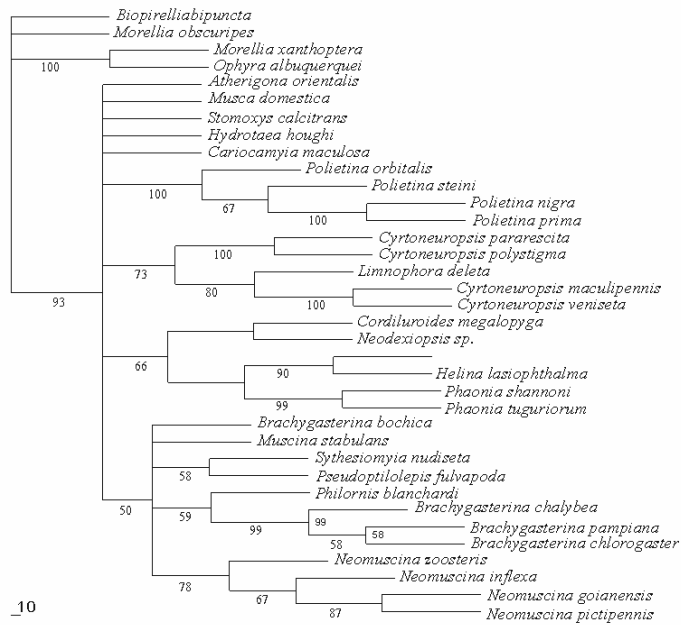 Biopirelliabipuncta
Morellia obscuripes
Morellia xanthoptera
100
Ophyra albuquerquei
Atherigona orientalis
Musca domestica
Stomoxys calcitrans
Hydrotaea houghi
Cariocamyia maculosa
Polietina orbitalis
100
Polietina steini
67
Polietina nigra
100
Polietina prima
Cyrtoneuropsis pararescita
100
Cyrtoneuropsis polystigma
73
Limnophora deleta
80
Cyrtoneuropsis maculipennis
93
100
Cyrtoneuropsis veniseta
Cordiluroides megalopyga
Neodexiopsis sp.
66
90
Helina lasiophthalma
Phaonia shannoni
99
Phaonia tuguriorum
Brachygasterina bochica
Muscina stabulans
Sythesiomyia nudiseta
58
Pseudoptilolepis fulvapoda
Philornis blanchardi
50
59
Brachygasterina chalybea
99
99
Brachygasterina pampiana
58
58
Brachygasterina chlorogaster
Neomuscina zoosteris
78
Neomuscina inflexa
67
Neomuscina goianensis
_10
87
Neomuscina pictipennis